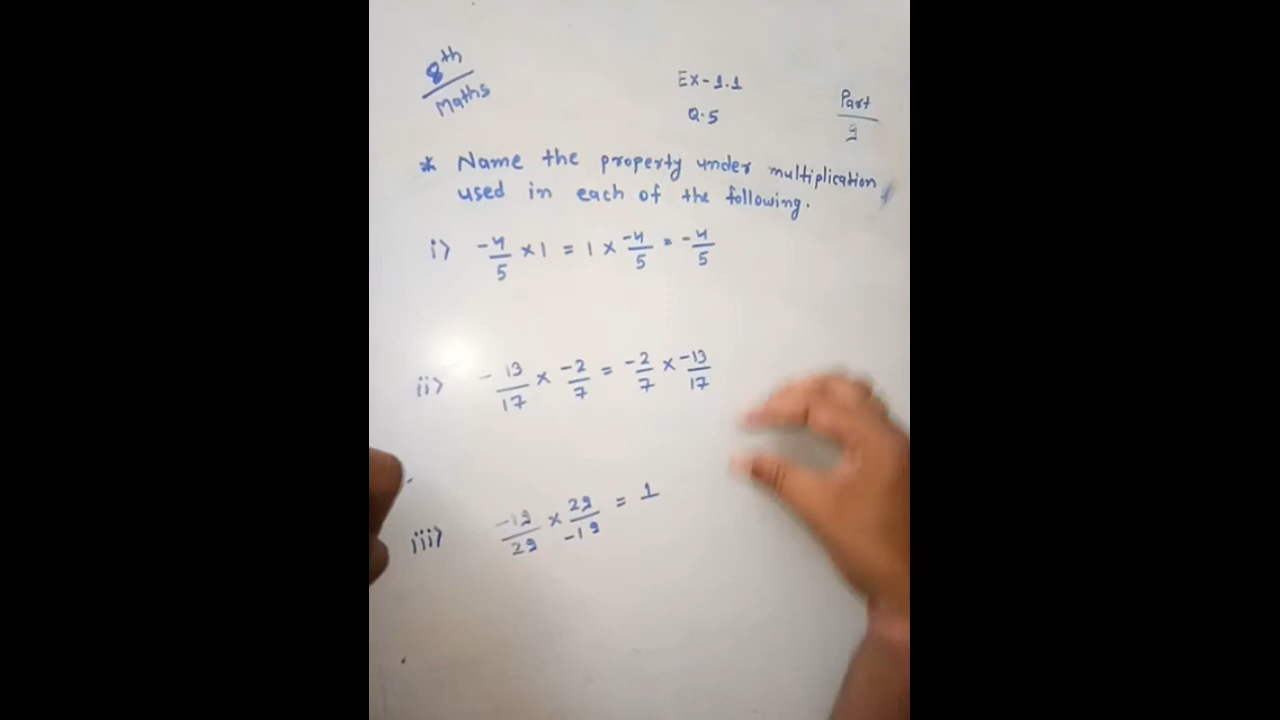 8th
Maths
Ex-1.1
Q.5
Part
9
* Name the property under multiplication
used in each of the following.
i) -4/5 × 1 = 1 × -4/5 = -4/5
ii) -13/17 × -2/7 = -2/7 × -13/17
iii) -19/29 × 29/-19 = 1